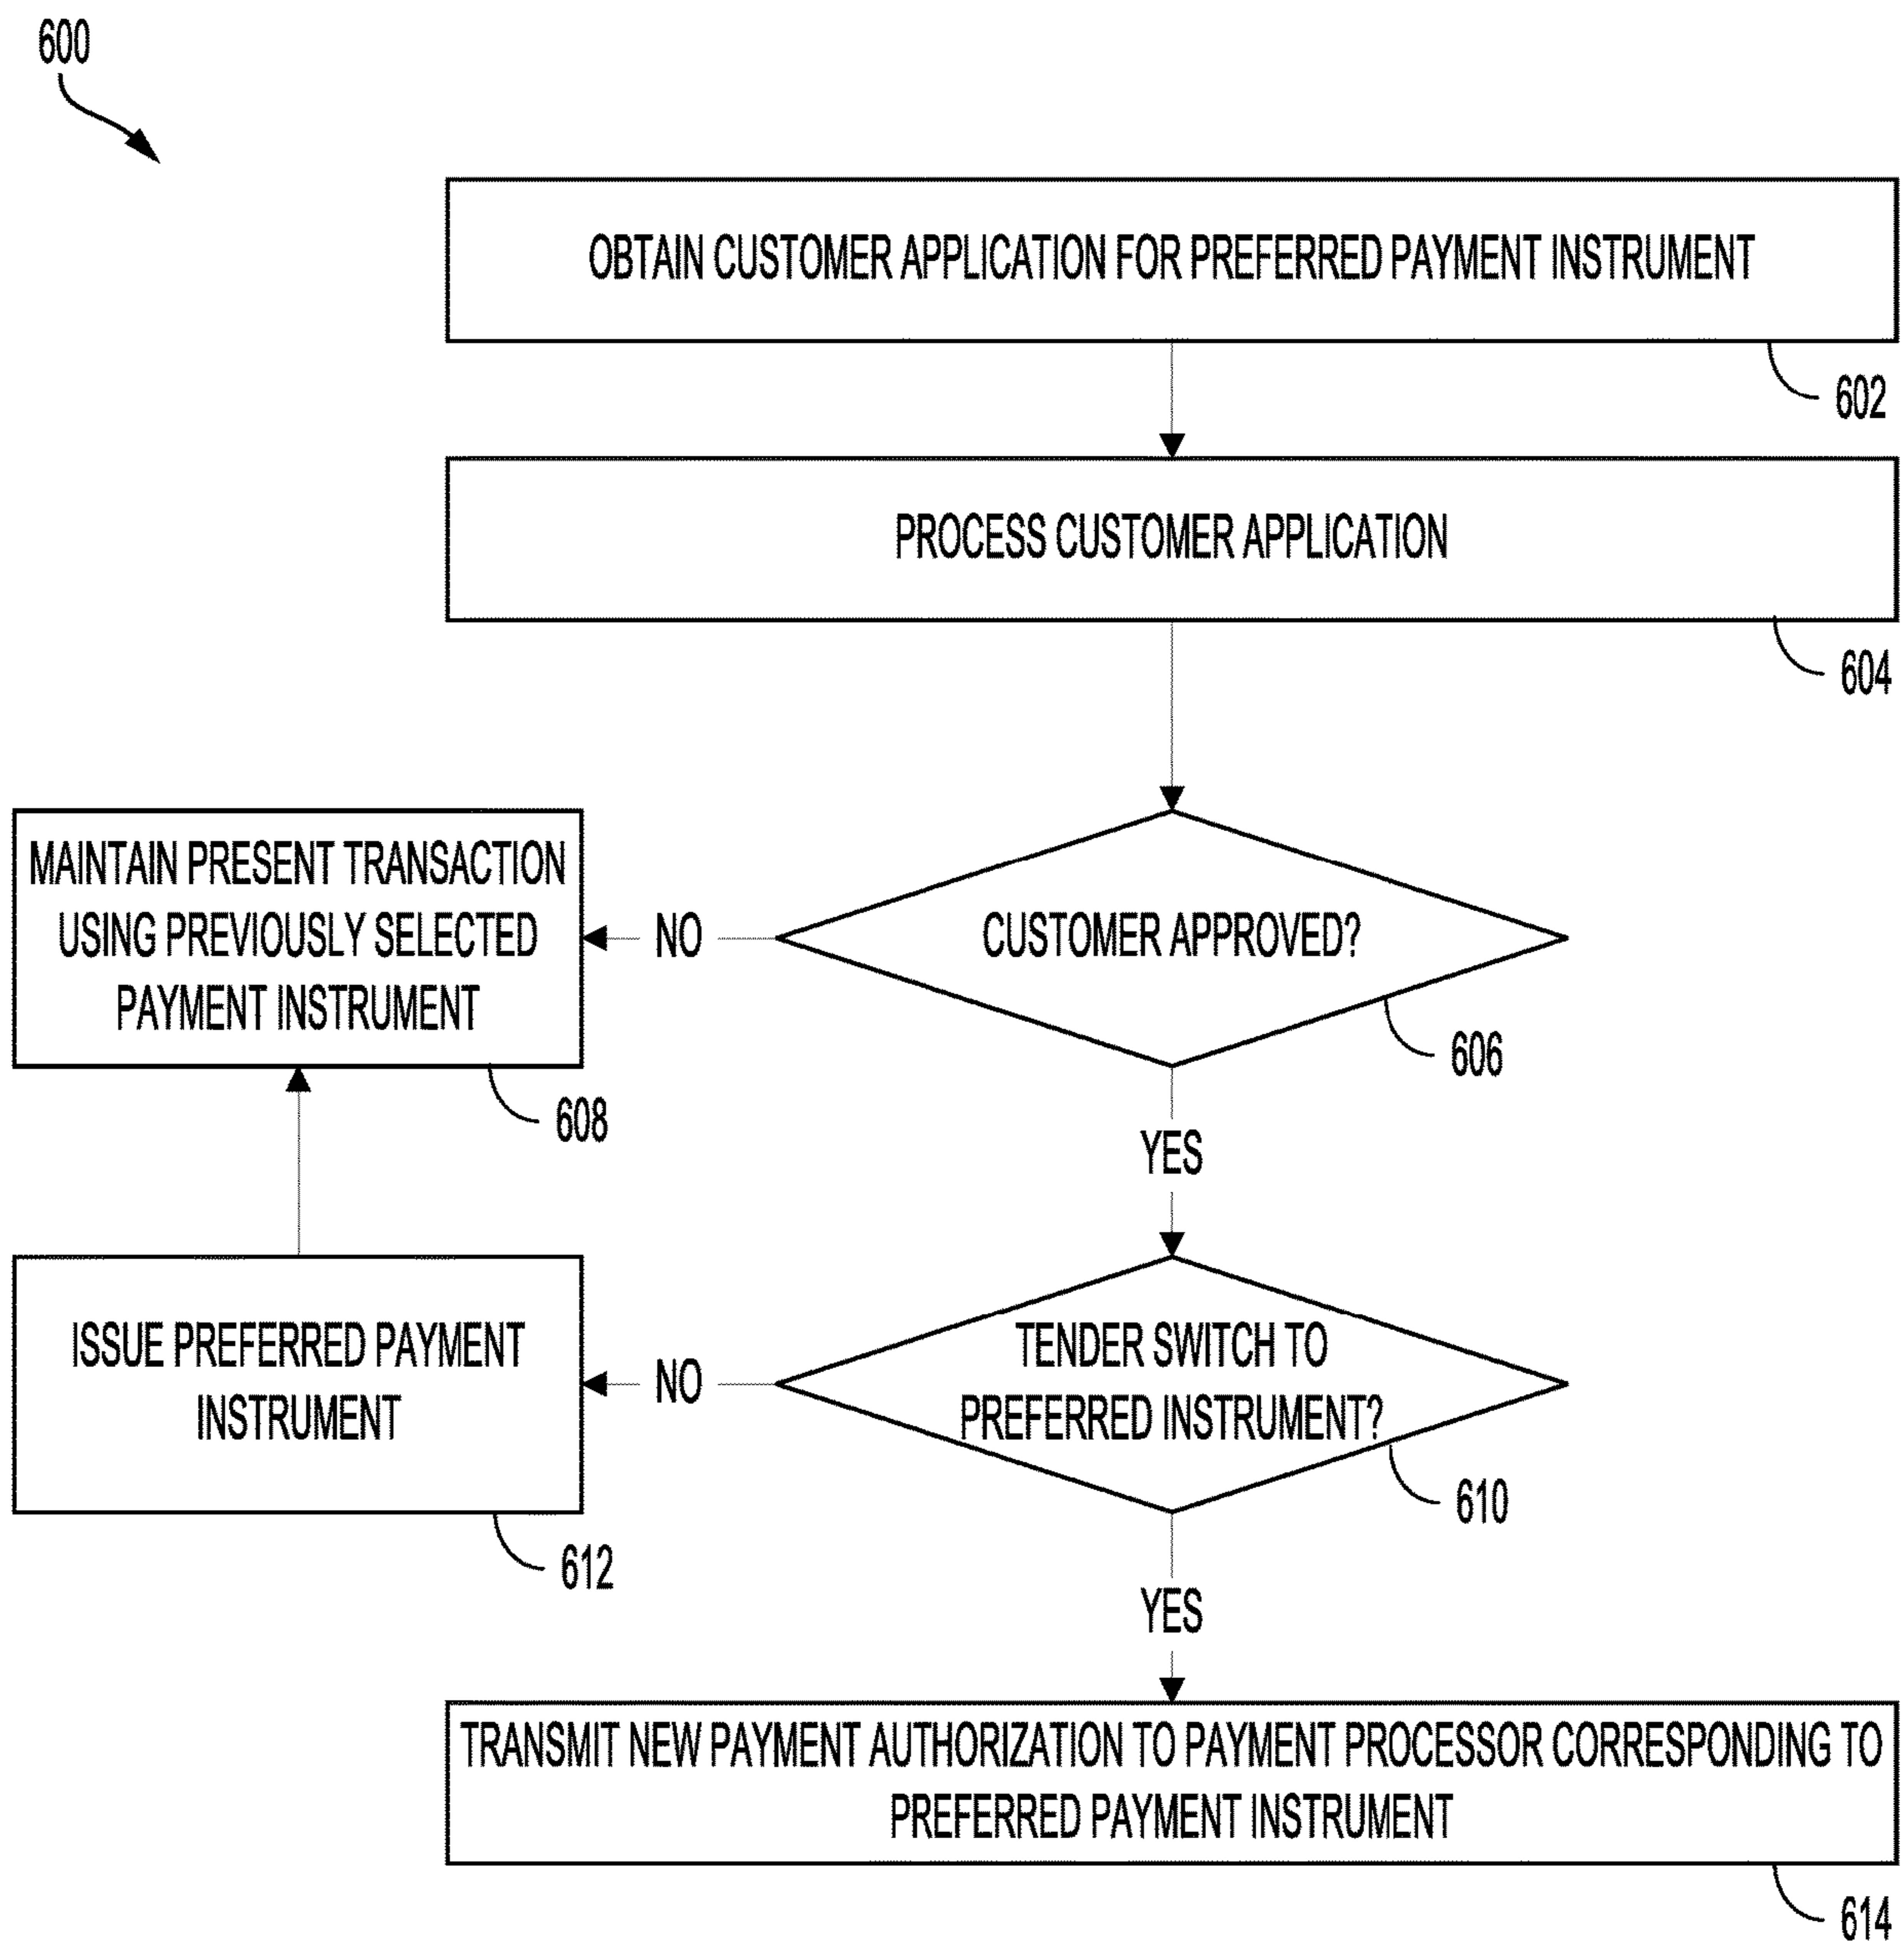 600
OBTAIN CUSTOMER APPLICATION FOR PREFERRED PAYMENT INSTRUMENT
602
PROCESS CUSTOMER APPLICATION
604
CUSTOMER APPROVED?
606
NO
MAINTAIN PRESENT TRANSACTION
USING PREVIOUSLY SELECTED
PAYMENT INSTRUMENT
608
YES
TENDER SWITCH TO
PREFERRED INSTRUMENT?
610
NO
ISSUE PREFERRED PAYMENT
INSTRUMENT
612
YES
TRANSMIT NEW PAYMENT AUTHORIZATION TO PAYMENT PROCESSOR CORRESPONDING TO
PREFERRED PAYMENT INSTRUMENT
614